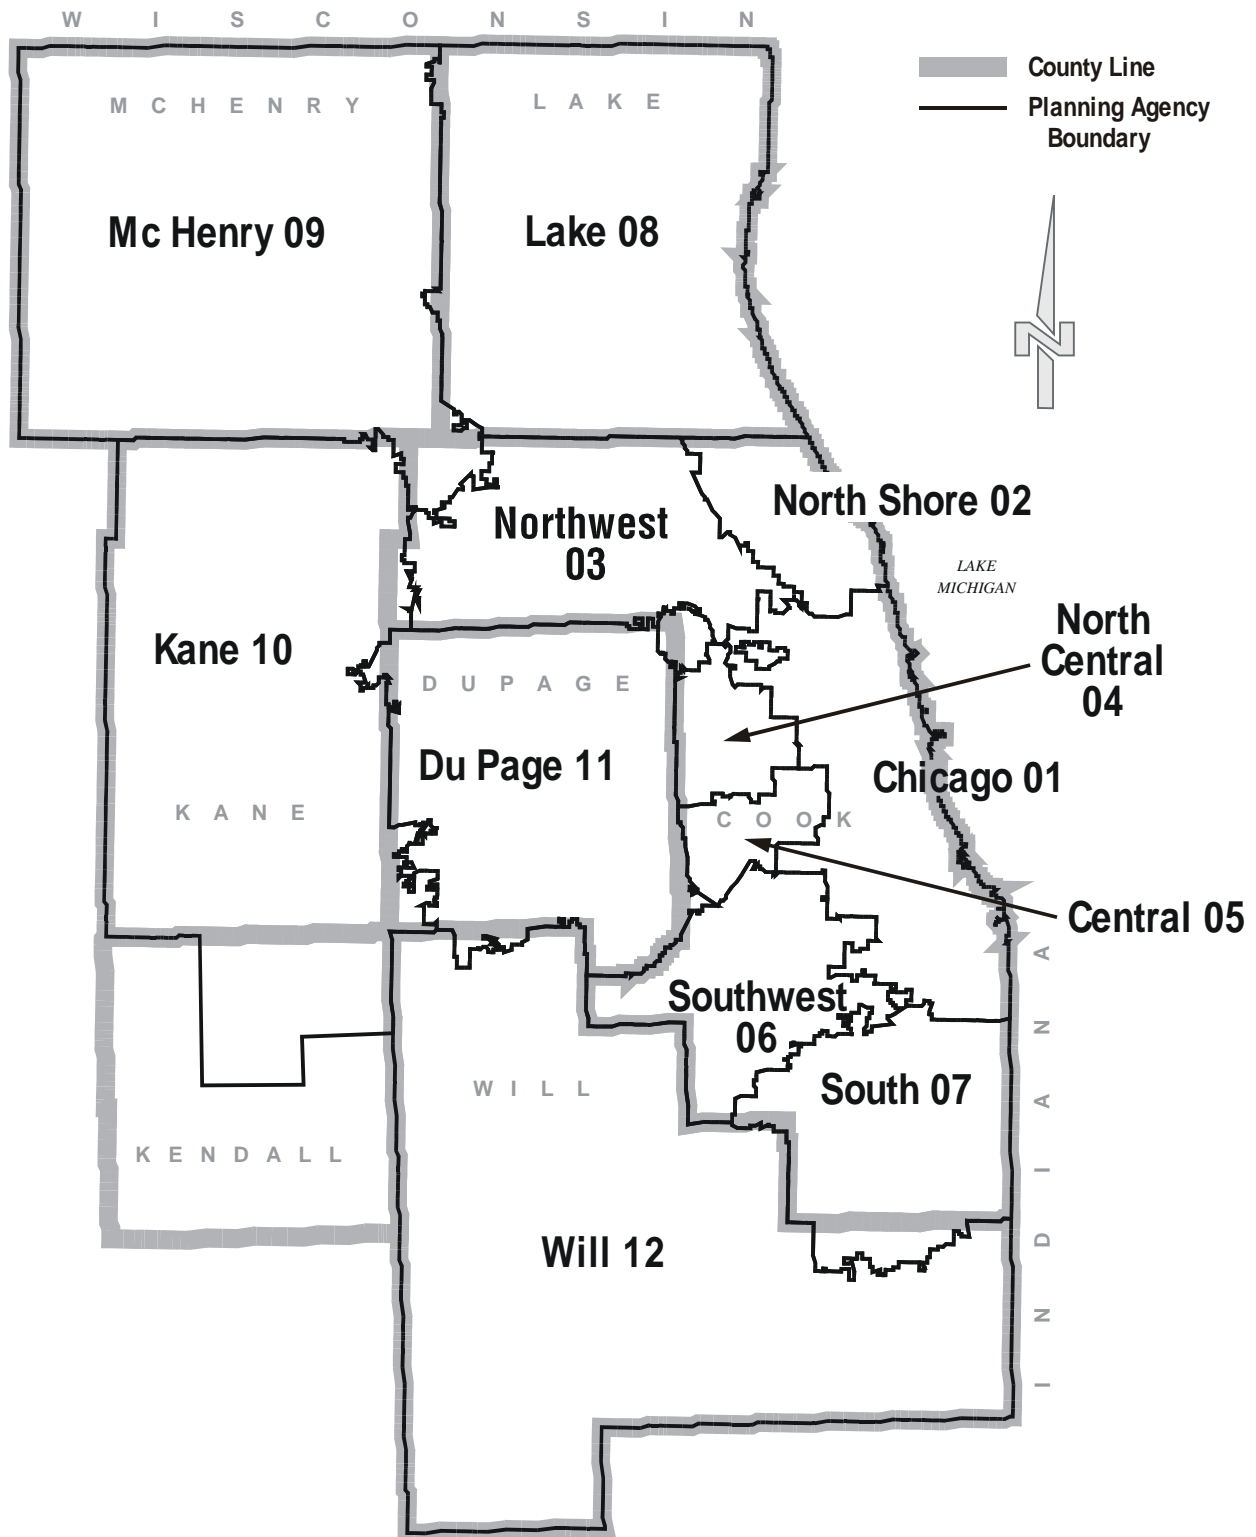 W I S C O N S I N
County Line
Planning Agency
Boundary
M C H E N R Y
L A K E
Mc Henry 09
Lake 08
N
North Shore 02
Northwest
03
LAKE
MICHIGAN
North
Central
04
Kane 10
D U P A G E
Du Page 11
Chicago 01
K A N E
C O O K
Central 05
Southwest
06
W I L L
South 07
K E N D A L L
Will 12
I N D I A N A